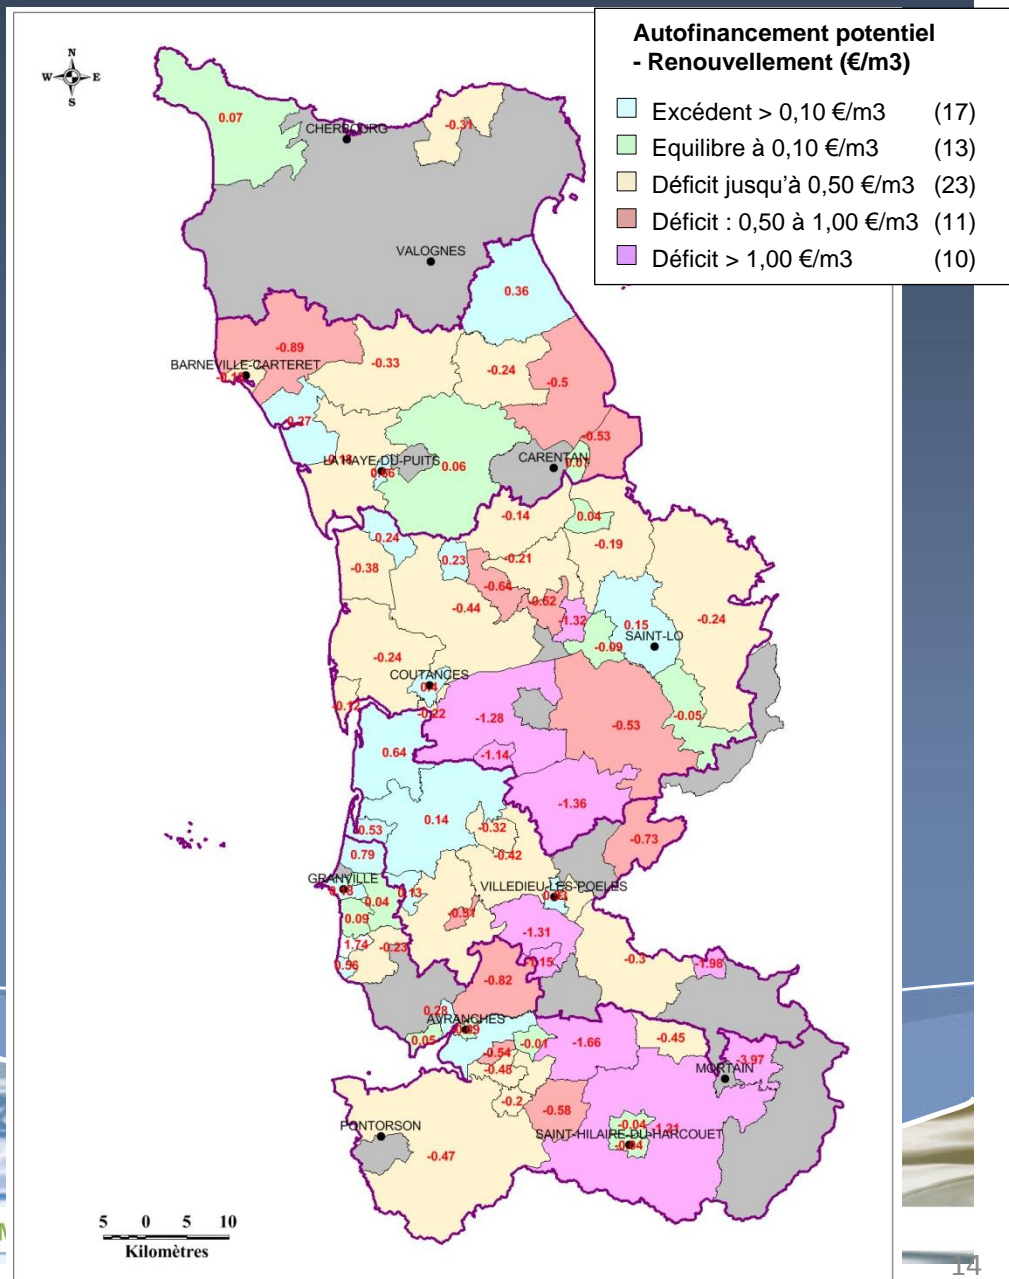 Autofinancement potentiel
- Renouvellement (€/m3)
Excédent > 0,10 €/m3 (17)
Equilibre à 0,10 €/m3 (13)
Déficit jusqu'à 0,50 €/m3 (23)
Déficit : 0,50 à 1,00 €/m3 (11)
Déficit > 1,00 €/m3 (10)
N
W E
S
0.07
CHERBOURG
-0.31
VALOGNES
0.36
-0.89
-0.33
BARNEVILLE-CARTERET
-0.24
-0.5
0.27
-0.53
LA HAYE-DU-PUITS
0.06
CARENTAN
0.07
-0.14
0.04
0.24
-0.19
0.23
-0.21
-0.38
-0.64
-0.44
-0.62
-1.32
0.15
-0.24
SAINT-LO
-0.09
-0.24
COUTANCES
0.4
-0.12
-0.22
-1.28
-0.05
-0.53
0.64
-1.14
-1.36
0.14
0.53
-0.32
-0.73
0.79
-0.42
GRANVILLE
VILLEDIEU-LES-POELES
0.13
0.04
0.09
-0.51
-1.31
1.74
-0.23
0.56
-0.3
-1.98
-0.82
0.28
AVRANCHES
0.05
-0.01
-1.66
-0.45
-0.54
-3.97
-0.48
MORTAIN
-0.2
-0.58
-0.04
-1.21
PONTORSON
SAINT-HILAIRE-DU-HARCOUET
-0.47
5 0 5 10
Kilomètres
14